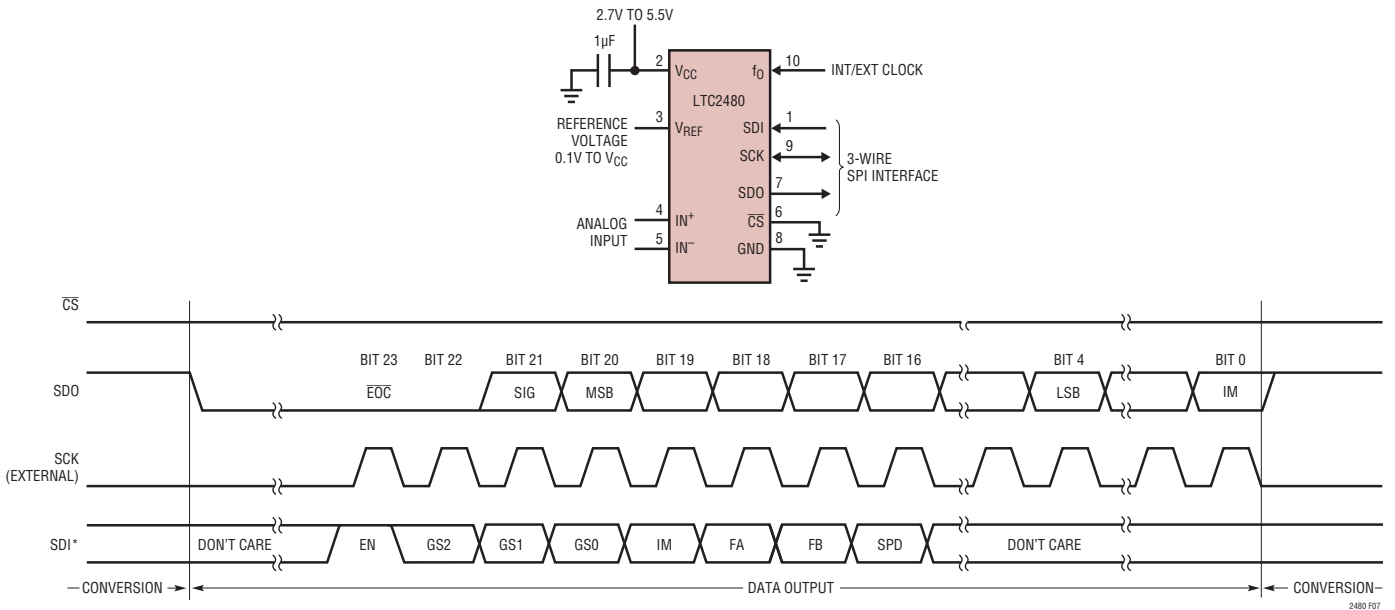 2.7V TO 5.5V
1µF
2
VCC
fO
10
INT/EXT CLOCK
LTC2480
REFERENCE
VOLTAGE
0.1V TO VCC
3
VREF
SDI
1
SCK
9
3-WIRE
SPI INTERFACE
SDO
7
ANALOG
INPUT
4
IN+
CS
6
5
IN−
GND
8
CS
BIT 23 BIT 22 BIT 21 BIT 20 BIT 19 BIT 18 BIT 17 BIT 16 BIT 4 BIT 0
SDO EOC SIG MSB LSB IM
SCK
(EXTERNAL)
SDI* DON'T CARE EN GS2 GS1 GS0 IM FA FB SPD DON'T CARE
CONVERSION DATA OUTPUT CONVERSION
2480 F07